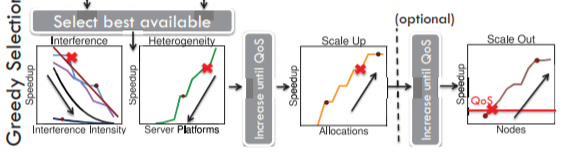 Greedy Selection
Select best available
(optional)
Interference
Speedup
Interference Intensity
Heterogeneity
Speedup
Server Platforms
Increase until QoS
Scale Up
Speedup
Allocations
Increase until QoS
Scale Out
Speedup
QoS
Nodes